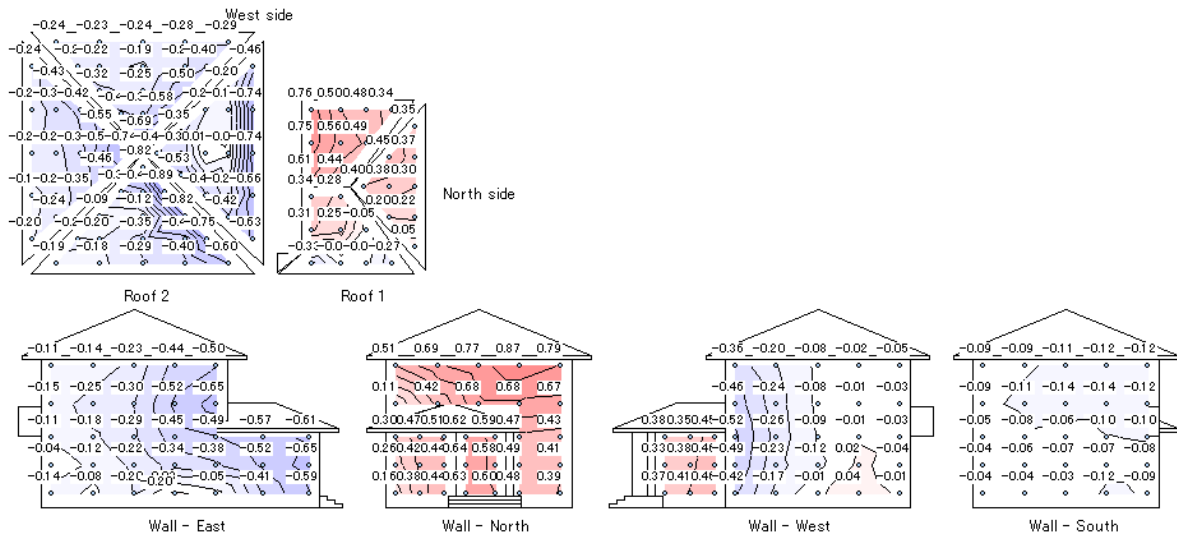 -0.24 -0.23 -0.24 -0.28 -0.29
West side
-0.24 -0.22 -0.19 -0.40 -0.46
-0.43 -0.32 -0.25 -0.50 -0.20
-0.42 -0.58 -0.74
0.76 0.50 0.48 0.34
-0.55 -0.69 -0.35
0.35
0.75 0.56 0.49
-0.74
0.45 0.37
-0.46 -0.82 -0.53
0.61 0.44
0.40 0.38 0.30
-0.35 -0.89 -0.66
0.34 0.28
North side
-0.24 -0.09 -0.12 -0.82 -0.42
0.20 0.22
-0.20 -0.20 -0.35 -0.75 -0.63
0.31 0.25 -0.05
0.05
-0.19 -0.18 -0.29 -0.40 -0.60
-0.27
Roof 2
Roof 1
-0.11 -0.14 -0.23 -0.44 -0.50
-0.15 -0.25 -0.30 -0.52 -0.65
-0.11 -0.18 -0.29 -0.45 -0.49 -0.57 -0.61
-0.04 -0.12 -0.22 -0.34 -0.38 -0.52 -0.65
-0.14 -0.08 -0.20 -0.05 -0.41 -0.59
Wall - East
0.51 0.69 0.77 0.87 0.79
0.11 0.42 0.68 0.68 0.67
0.30 0.47 0.51 0.62 0.59 0.47 0.43
0.26 0.42 0.44 0.64 0.58 0.49 0.41
0.16 0.38 0.44 0.63 0.60 0.48 0.39
Wall - North
-0.36 -0.20 -0.08 -0.02 -0.05
-0.46 -0.24 -0.08 -0.01 -0.03
0.38 0.35 0.45 -0.52 -0.26 -0.09 -0.01 -0.03
0.33 0.38 0.46 -0.49 -0.23 -0.12 0.02 -0.04
0.37 0.41 0.46 -0.42 -0.17 -0.01 0.04 -0.01
Wall - West
-0.09 -0.09 -0.11 -0.12 -0.12
-0.09 -0.11 -0.14 -0.14 -0.12
-0.05 -0.08 -0.06 -0.10 -0.10
-0.04 -0.06 -0.07 -0.07 -0.08
-0.04 -0.03 -0.04 -0.12 -0.09
Wall - South